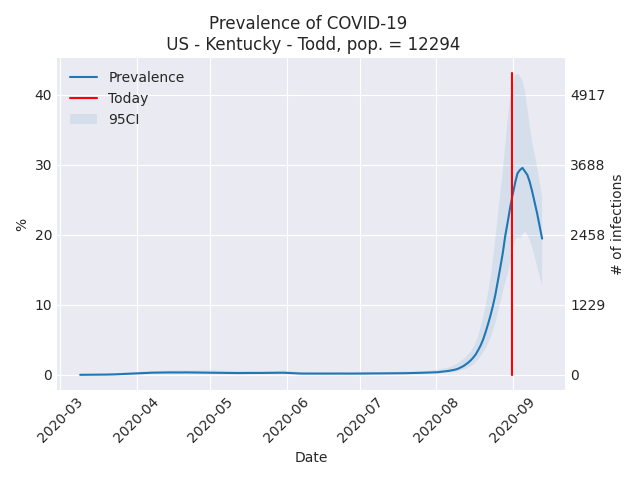 Prevalence of COVID-19
US - Kentucky - Todd, pop. = 12294
Prevalence
Today
95CI
40
30
20
10
0
%
4917
3688
2458
1229
0
# of infections
2020-03
2020-04
2020-05
2020-06
2020-07
2020-08
2020-09
Date